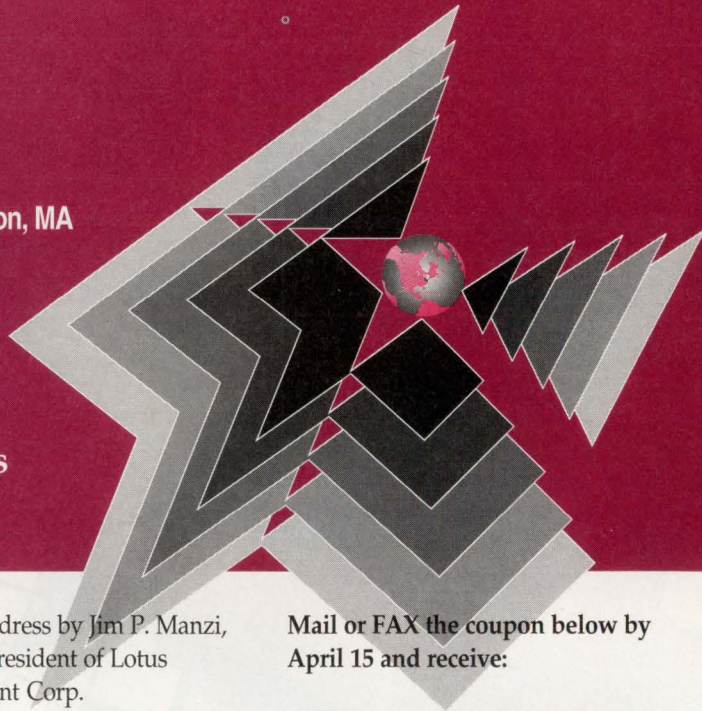 on, MA
s
dress by Jim P. Manzi,
resident of Lotus
nt Corp.
Mail or FAX the coupon below by
April 15 and receive: